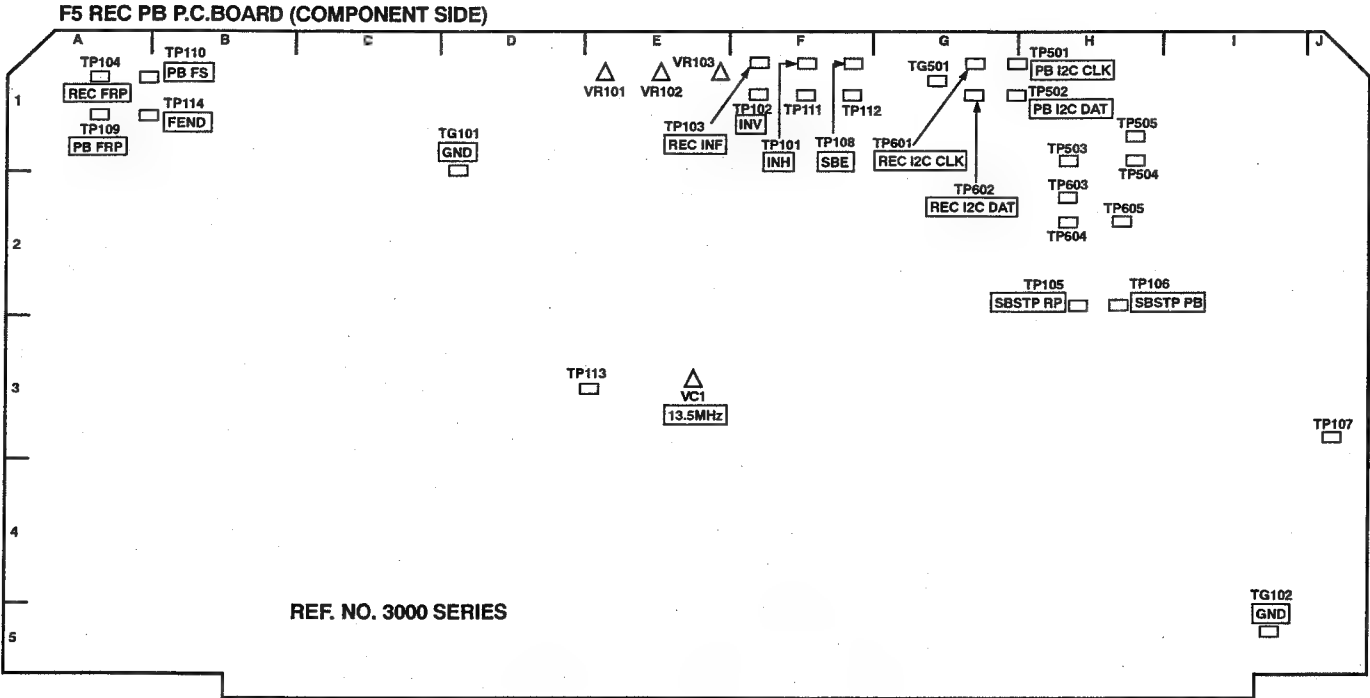 F5 REC PB P.C.BOARD (COMPONENT SIDE)
A B C D E F G H I J
1
2
3
4
5
TP104
REC FRP
TP109
PB FRP
TP110
PB FS
TP114
FEND
TG101
GND
VR101
VR102
VR103
TP103
REC INF
TP102
INV
TP101
INH
TP111
TP108
SBE
TP112
TG501
TP601
REC I2C CLK
TP602
REC I2C DAT
TP501
PB I2C CLK
TP502
PB I2C DAT
TP505
TP503
TP504
TP603
TP605
TP604
TP105
SBSTP RP
TP106
SBSTP PB
TP113
VC1
13.5MHz
TP107
REF. NO. 3000 SERIES
TG102
GND